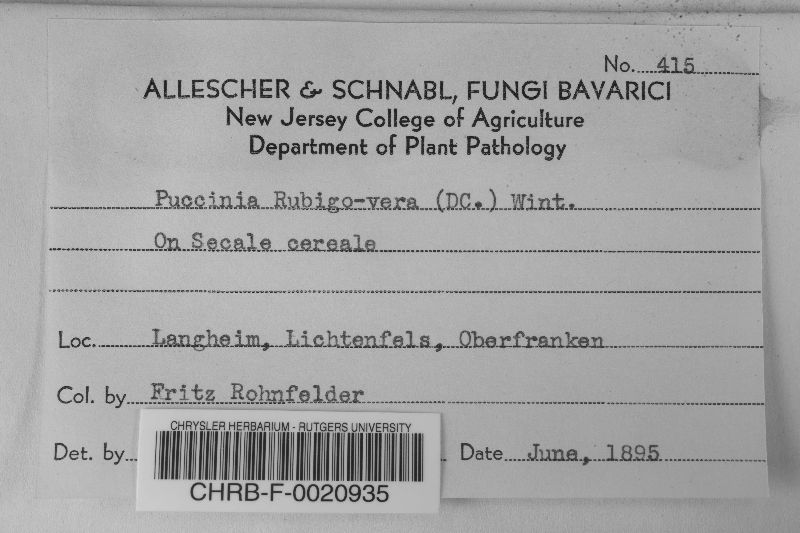 No. 415
ALLESCHER & SCHNABL, FUNGI BAVARICI
New Jersey College of Agriculture
Department of Plant Pathology
Puccinia Rubigo-vera (DC.) Wint.
On Secale cereale
Loc. Langheim, Lichtenfels, Oberfranken
Col. by Fritz Rohnfelder
Det. by Date June, 1895
CHRYSLER HERBARIUM - RUTGERS UNIVERSITY
CHRB-F-0020935